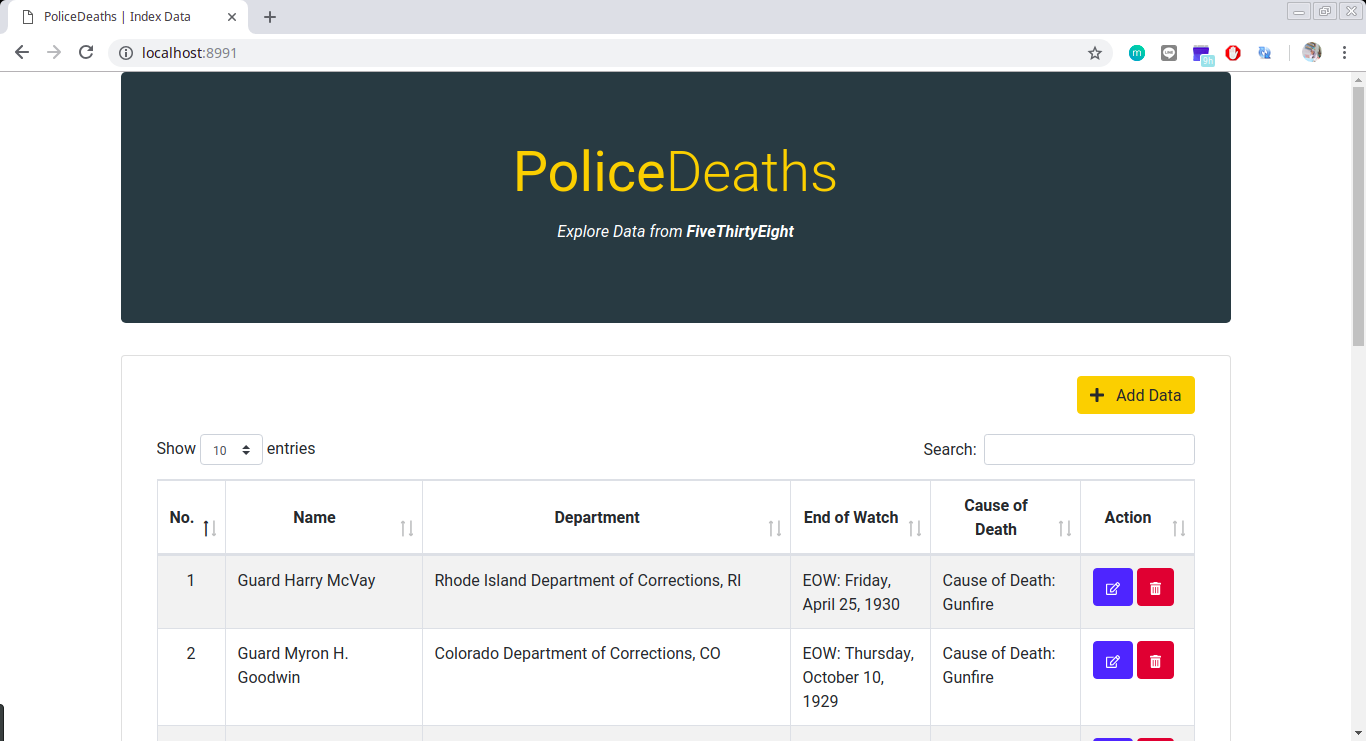 PoliceDeaths | Index Data
localhost:8991
m
LINE
9h
PoliceDeaths
Explore Data from FiveThirtyEight
Add Data
Show 10 entries
Search:
No.
Name
Department
End of Watch
Cause of
Death
Action
1
Guard Harry McVay
Rhode Island Department of Corrections, RI
EOW: Friday,
April 25, 1930
Cause of Death:
Gunfire
2
Guard Myron H.
Goodwin
Colorado Department of Corrections, CO
EOW: Thursday,
October 10,
1929
Cause of Death:
Gunfire